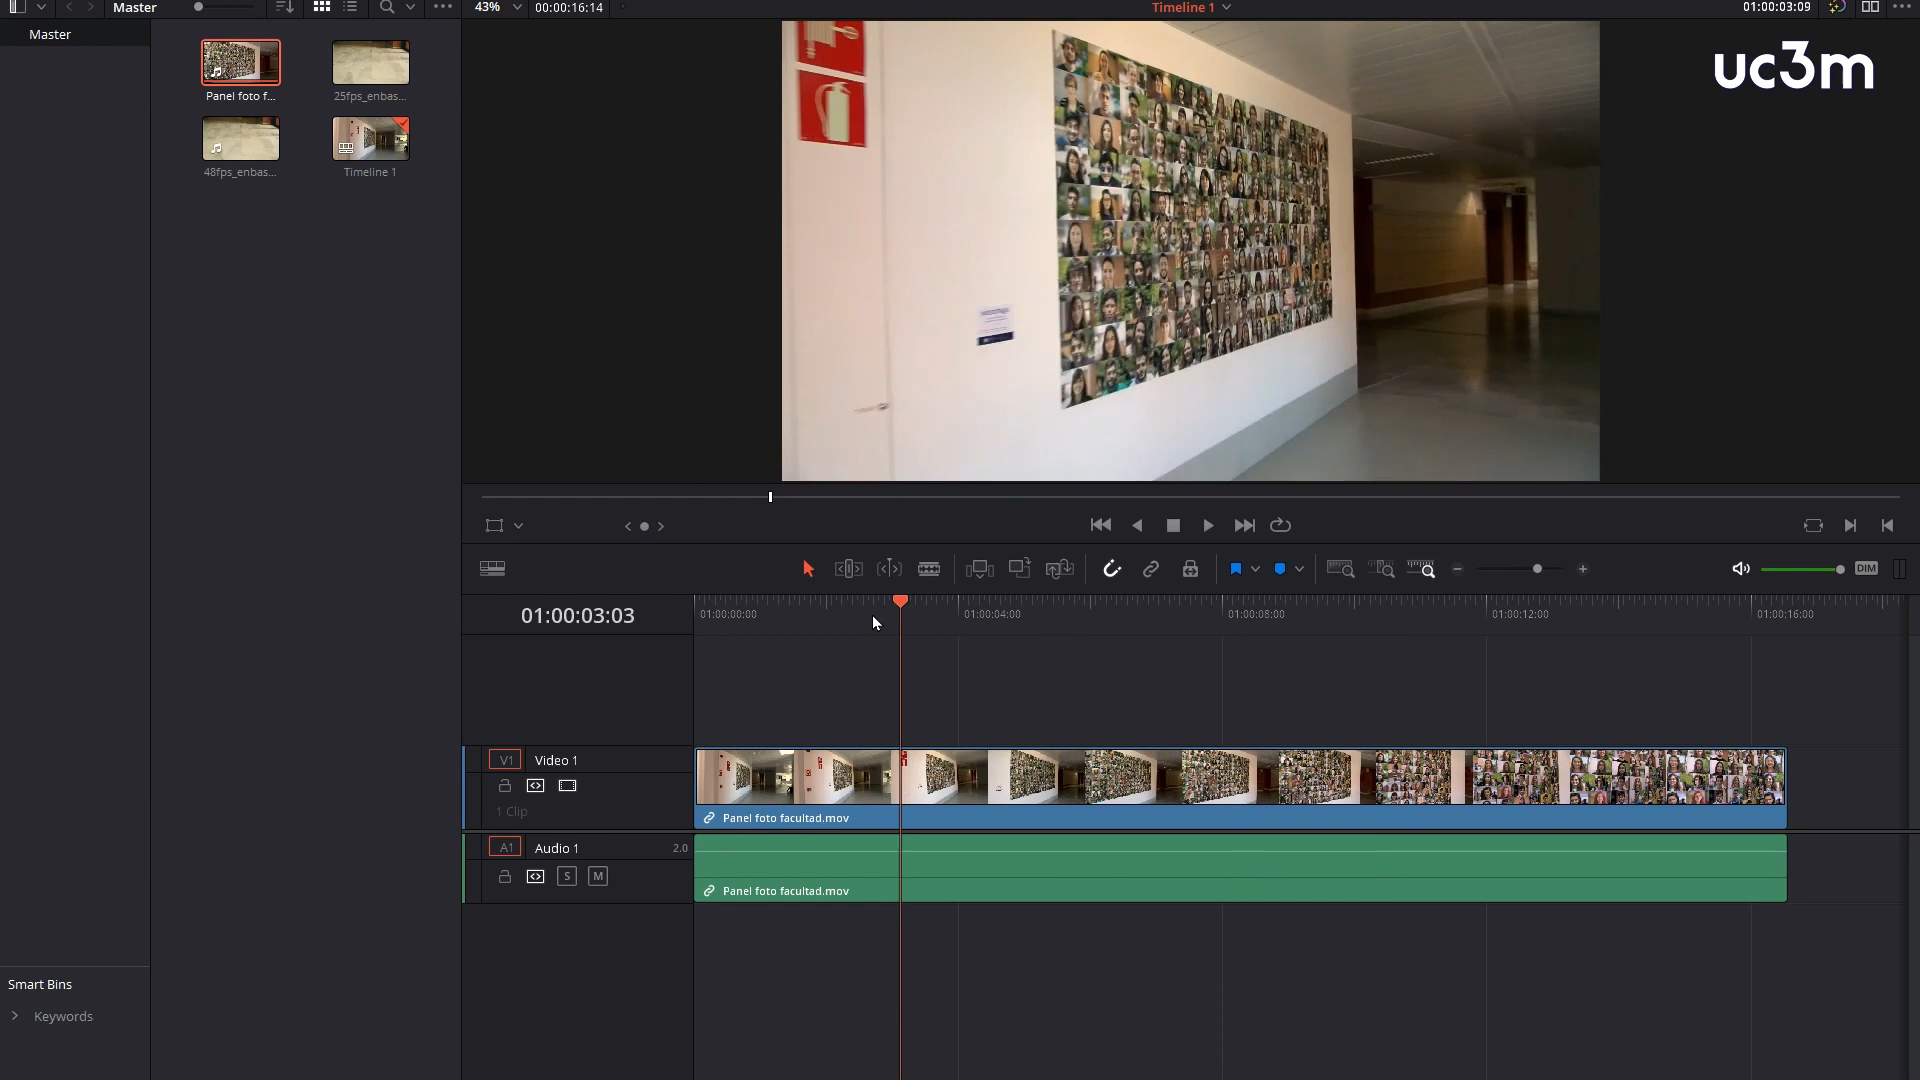 Master
43%
00:00:16:14
Timeline 1
01:00:03:09
Master
uc3m
Panel foto f...
25fps_enbas...
48fps_enbas...
Timeline 1
DIM
01:00:03:03
01:00:00:00
01:00:04:00
01:00:08:00
01:00:12:00
01:00:16:00
V1
Video 1
1 Clip
Panel foto facultad.mov
A1
Audio 1
2.0
S
M
Panel foto facultad.mov
Smart Bins
Keywords